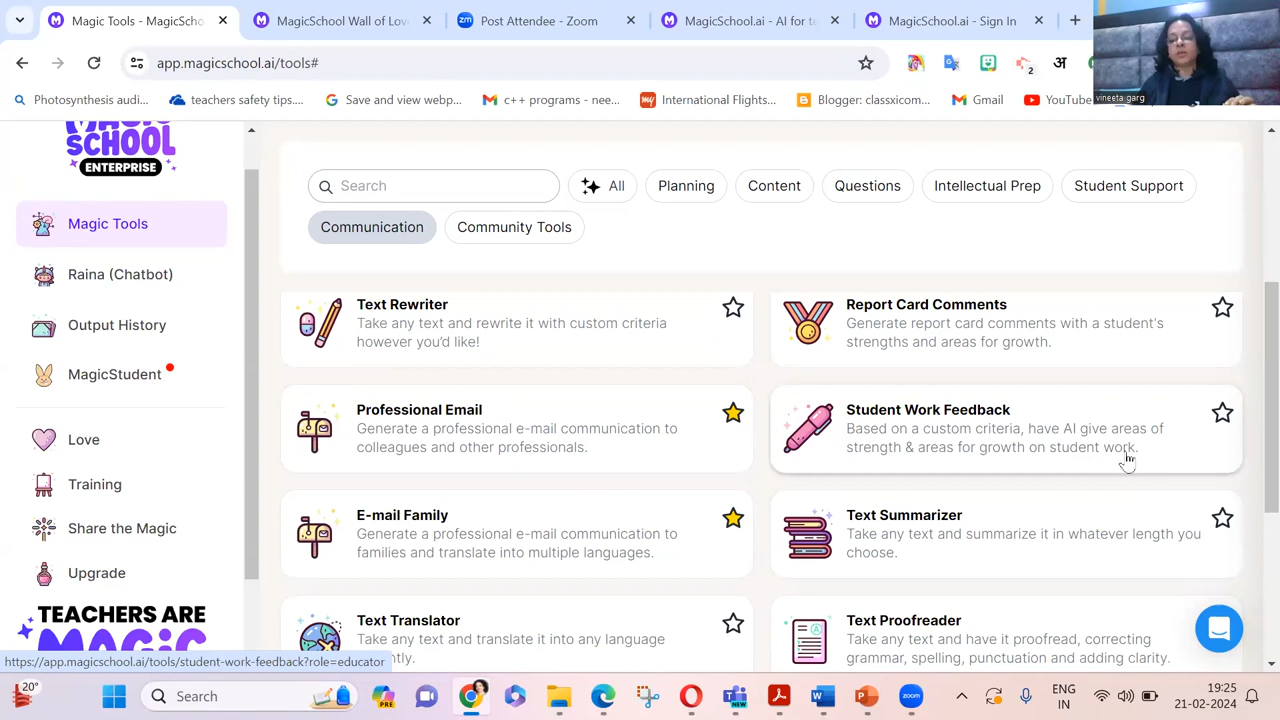 Magic Tools - MagicScho
MagicSchool Wall of Lov
Post Attendee - Zoom
MagicSchool.ai - AI for te
MagicSchool.ai - Sign In
app.magicschool.ai/tools#
2
अ
vineeta garg
Photosynthesis audi...
teachers safety tips....
Save and view wayp...
c++ programs - nee...
International Flights...
Gmail
YouTube
MAGIC
SCHOOL
ENTERPRISE
Magic Tools
Raina (Chatbot)
Output History
MagicStudent
Love
Training
Share the Magic
Upgrade
TEACHERS ARE
MAGIC
Search
All
Planning
Content
Questions
Intellectual Prep
Student Support
Communication
Community Tools
Text Rewriter
Take any text and rewrite it with custom criteria
however you'd like!
Report Card Comments
Generate report card comments with a student's
strengths and areas for growth.
Professional Email
Generate a professional e-mail communication to
colleagues and other professionals.
Student Work Feedback
Based on a custom criteria, have AI give areas of
strength & areas for growth on student work.
E-mail Family
Generate a professional e-mail communication to
families and translate into multiple languages.
Text Summarizer
Take any text and summarize it in whatever length you
choose.
Text Translator
Take any text and translate it into any language
Text Proofreader
Take any text and have it proofread, correcting
grammar, spelling, punctuation and adding clarity.
https://app.magicschool.ai/tools/student-work-feedback?role=educator
20°
Search
PRE
NEW
zoom
ENG
IN
19:25
21-02-2024